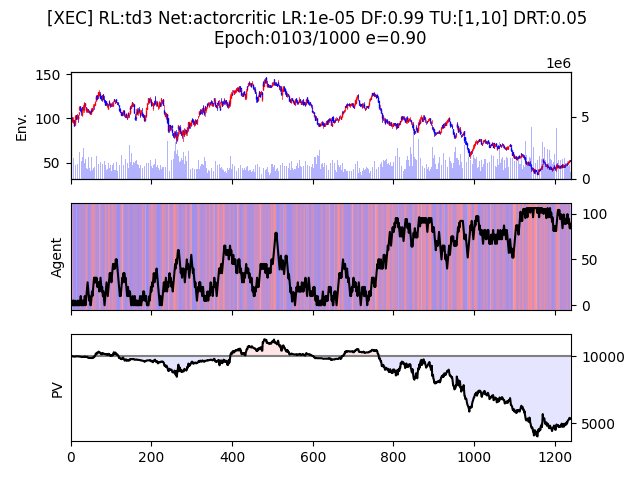 [XEC] RL:td3 Net:actorcritic LR:1e-05 DF:0.99 TU:[1,10] DRT:0.05
Epoch:0103/1000 e=0.90
1e6
150
100
50
Env.
5
0
Agent
100
50
0
PV
10000
5000
0 200 400 600 800 1000 1200